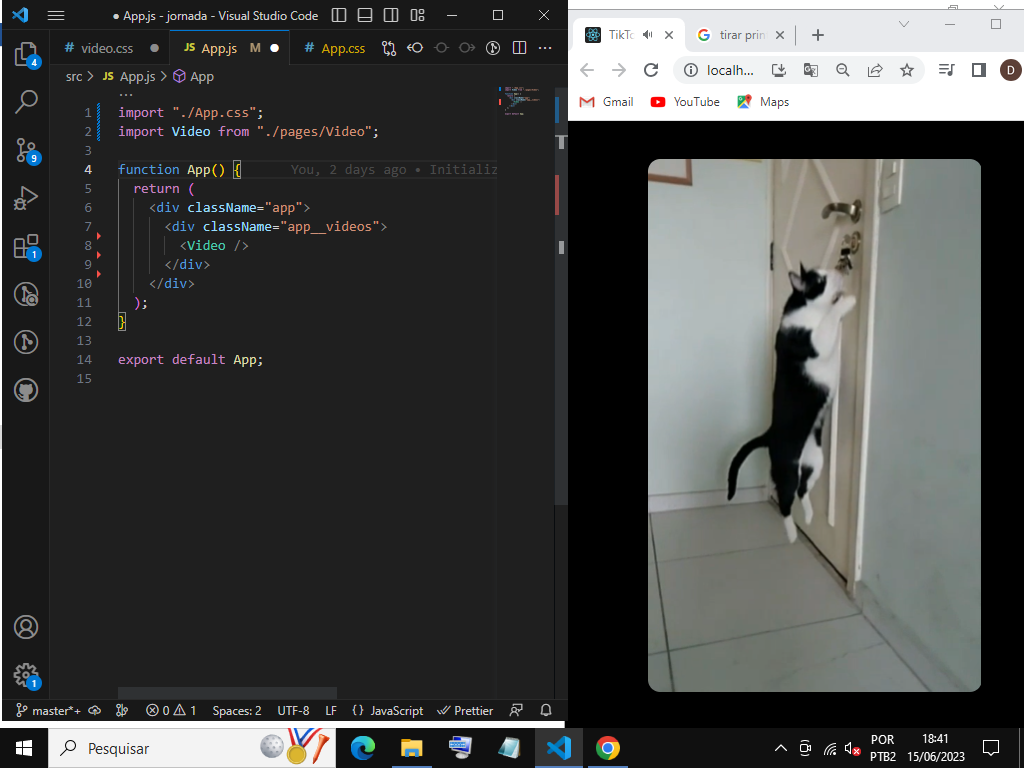 ● App.js - jornada - Visual Studio Code
# video.css ●
JS App.js M ●
# App.css
src > JS App.js > App
1 import "./App.css";
2 import Video from "./pages/Video";
3
4 function App() { You, 2 days ago • Initializ
5 return (
6 <div className="app">
7 <div className="app__videos">
8 <Video />
9 </div>
10 </div>
11 );
12 }
13
14 export default App;
15
4
9
1
1
master*+
0 1
Spaces: 2
UTF-8
LF
{} JavaScript
Prettier
TikTo
tirar prin
localh...
D
Gmail
YouTube
Maps
Pesquisar
POR
PTB2
18:41
15/06/2023